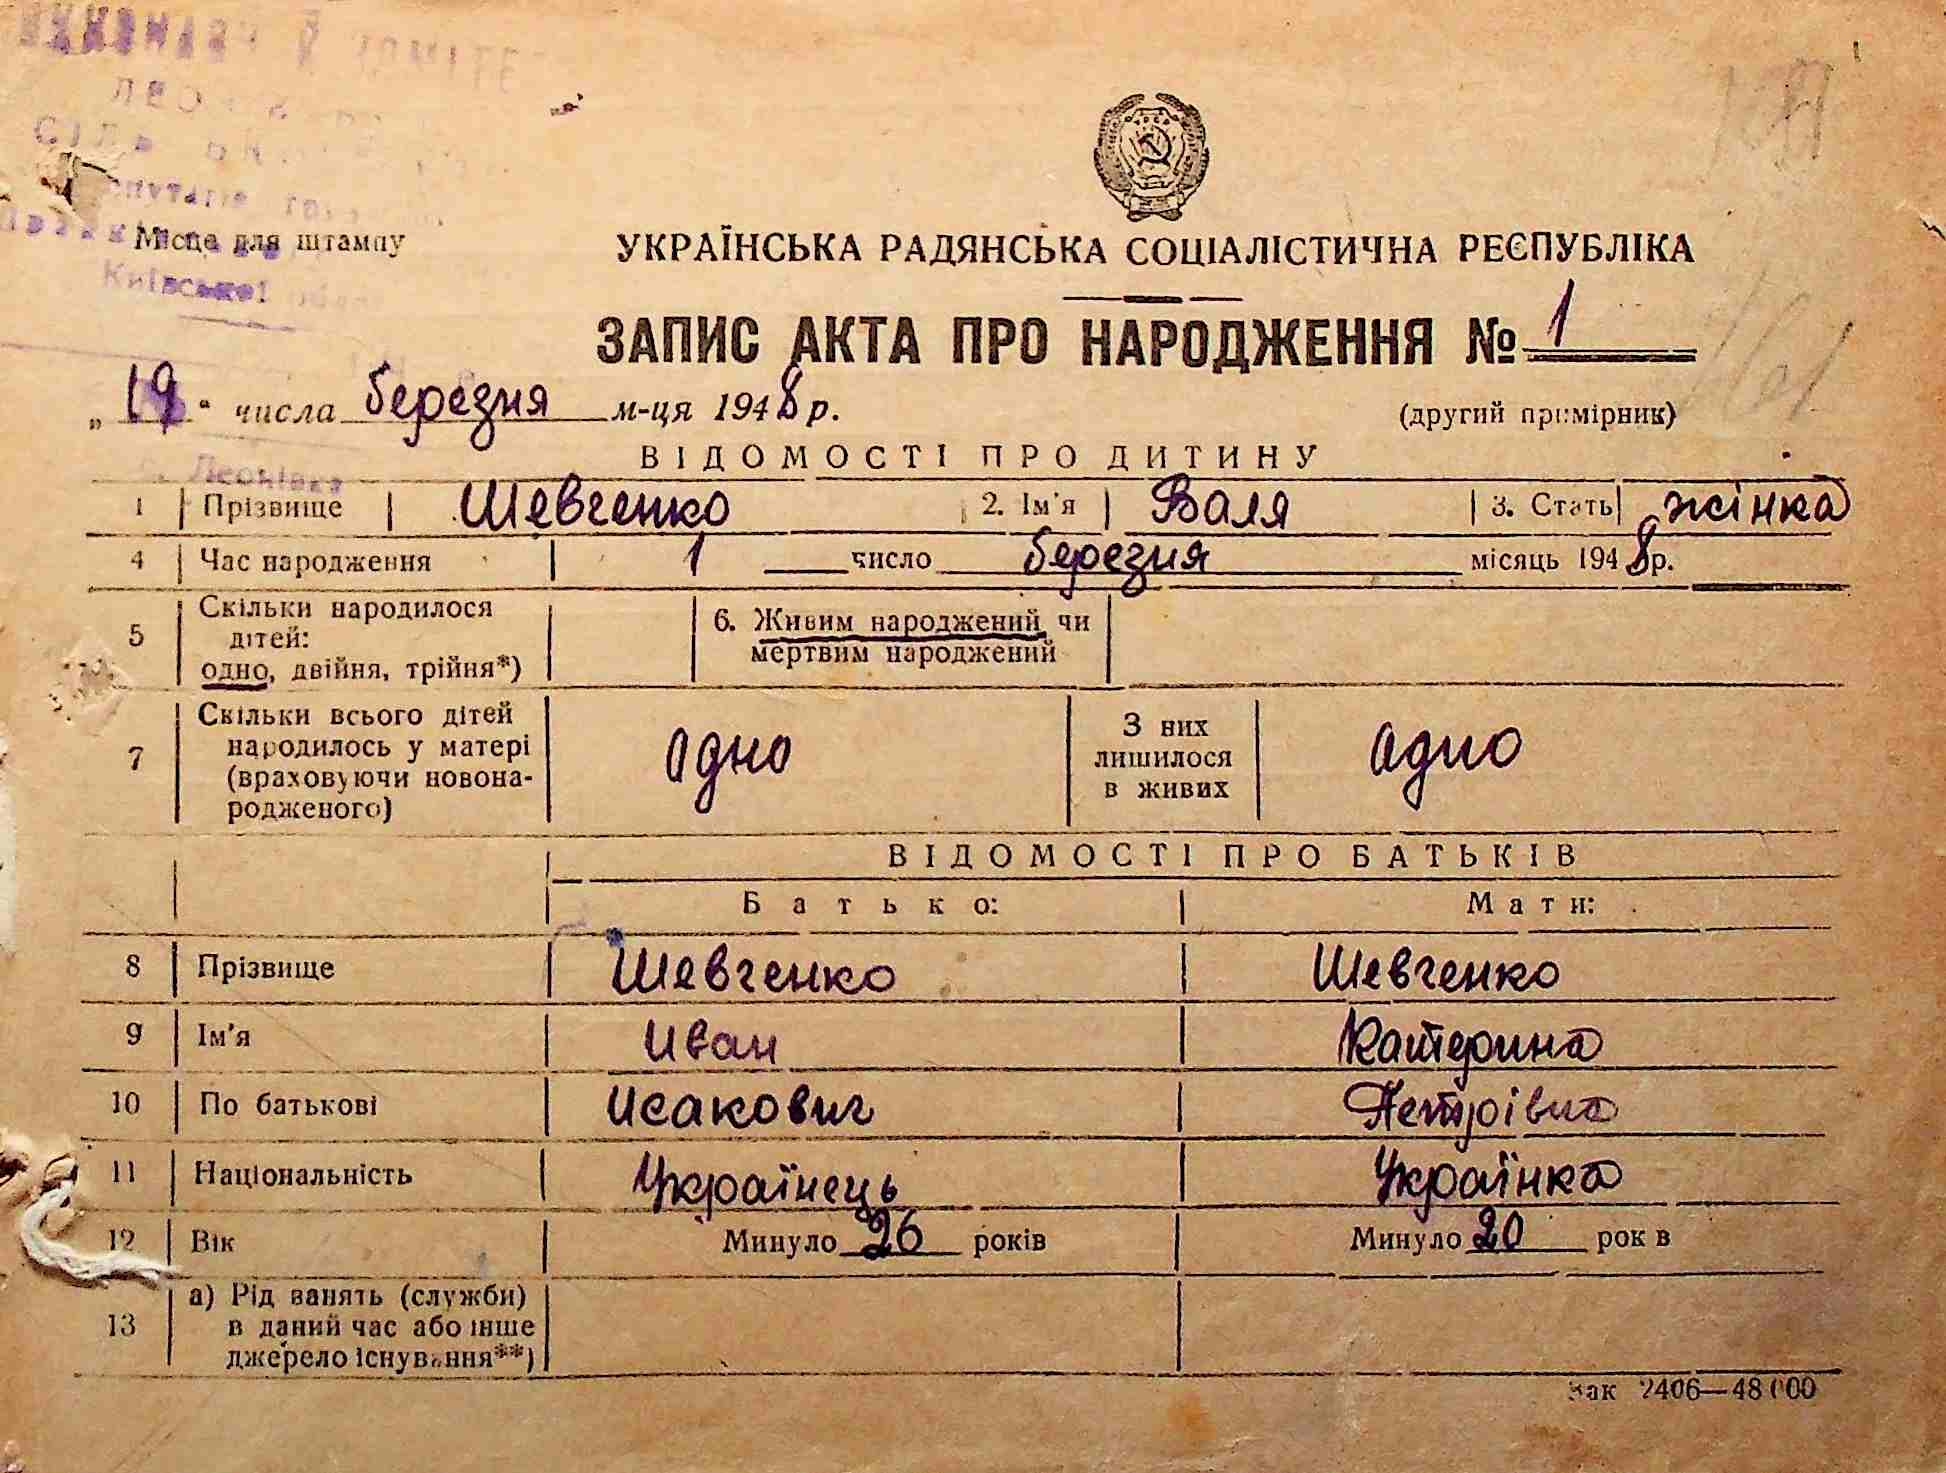 Місце для штампу
Київської
с. Леонівка
УКРАЇНСЬКА РАДЯНСЬКА СОЦІАЛІСТИЧНА РЕСПУБЛІКА
ЗАПИС АКТА ПРО НАРОДЖЕННЯ № 1
„19“ числа березня м-ця 1948 р.
(другий примірник)
ВІДОМОСТІ ПРО ДИТИНУ
1 Прізвище Шевченко 2. Ім'я Валя 3. Стать жінка
4 Час народження 1 число березня місяць 1948 р.
5 Скільки народилося
дітей:
одно, двійня, трійня*)
6. Живим народжений чи
мертвим народжений
7 Скільки всього дітей
народилось у матері
(враховуючи новона-
родженого)
одно
З них
лишилося
в живих
одно
ВІДОМОСТІ ПРО БАТЬКІВ
Батько: Мати:
8 Прізвище Шевченко Шевченко
9 Ім'я Иван Катерина
10 По батькові Исакович Петрівна
11 Національність Українець Українка
12 Вік Минуло 26 років Минуло 20 років
13 а) Рід занять (служби)
в даний час або інше
джерело існування**)
Зак 2406—48000